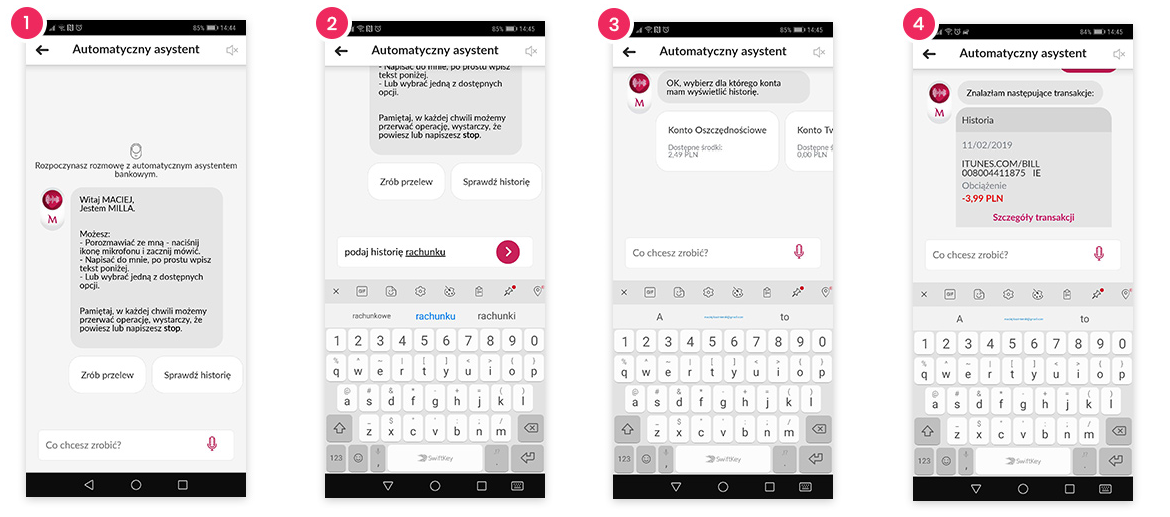 1
85% 14:44
Automatyczny asystent
Rozpoczynasz rozmowę z automatycznym asystentem
bankowym.
M
Witaj MACIEJ,
Jestem MILLA.
Możesz:
- Porozmawiać ze mną - naciśnij
ikonę mikrofonu i zacznij mówić.
- Napisać do mnie, po prostu wpisz
tekst poniżej.
- Lub wybrać jedną z dostępnych
opcji.
Pamiętaj, w każdej chwili możemy
przerwać operację, wystarczy, że
powiesz lub napiszesz stop.
Zrób przelew
Sprawdź historię
Co chcesz zrobić?
2
85% 14:45
Automatyczny asystent
- Napisać do mnie, po prostu wpisz
tekst poniżej.
- Lub wybrać jedną z dostępnych
opcji.
Pamiętaj, w każdej chwili możemy
przerwać operację, wystarczy, że
powiesz lub napiszesz stop.
Zrób przelew
Sprawdź historię
podaj historię rachunku
GIF
rachunkowe rachunku rachunki
1 2 3 4 5 6 7 8 9 0
q w e r t y u i o p
a s d f g h j k l
z x c v b n m
123 SwiftKey
3
85% 14:45
Automatyczny asystent
M
OK, wybierz dla którego konta
mam wyświetlić historię.
Konto Oszczędnościowe
Dostępne środki:
2,49 PLN
Konto Tw
0,00 PLN
Co chcesz zrobić?
GIF
A to
1 2 3 4 5 6 7 8 9 0
q w e r t y u i o p
a s d f g h j k l
z x c v b n m
123 SwiftKey
4
84% 14:45
Automatyczny asystent
M
Znalazłam następujące transakcje:
Historia
11/02/2019
ITUNES.COM/BILL
008004411875 IE
Obciążenie
-3,99 PLN
Szczegóły transakcji
Co chcesz zrobić?
GIF
A to
1 2 3 4 5 6 7 8 9 0
q w e r t y u i o p
a s d f g h j k l
z x c v b n m
123 SwiftKey